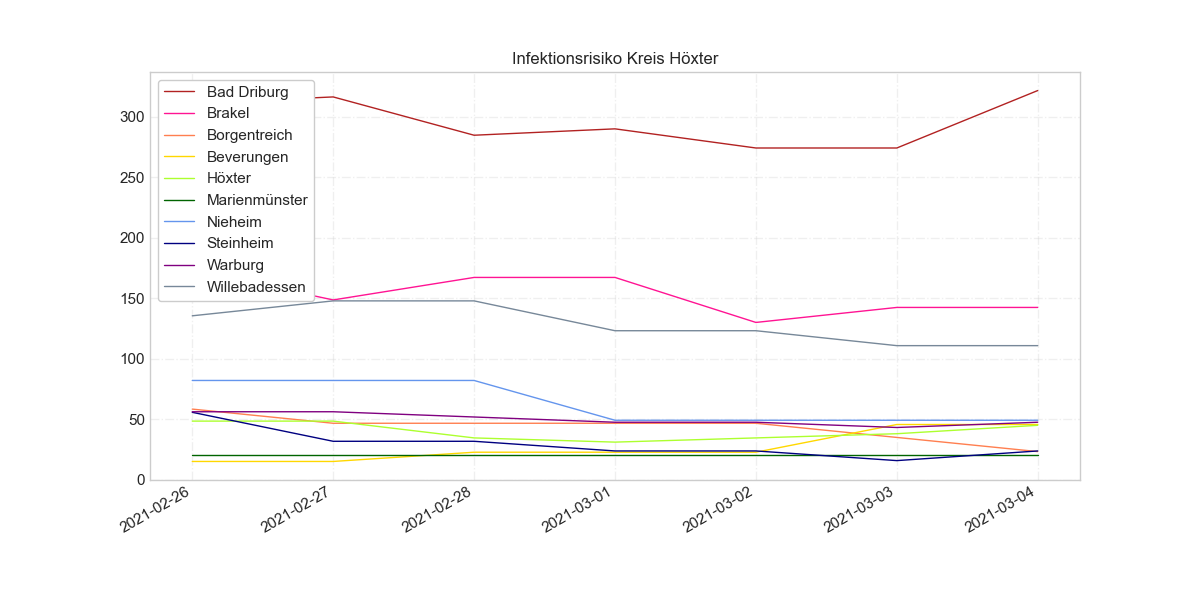 Infektionsrisiko Kreis Höxter
Bad Driburg
Brakel
Borgentreich
Beverungen
Höxter
Marienmünster
Nieheim
Steinheim
Warburg
Willebadessen
300
250
200
150
100
50
0
2021-02-26
2021-02-27
2021-02-28
2021-03-01
2021-03-02
2021-03-03
2021-03-04